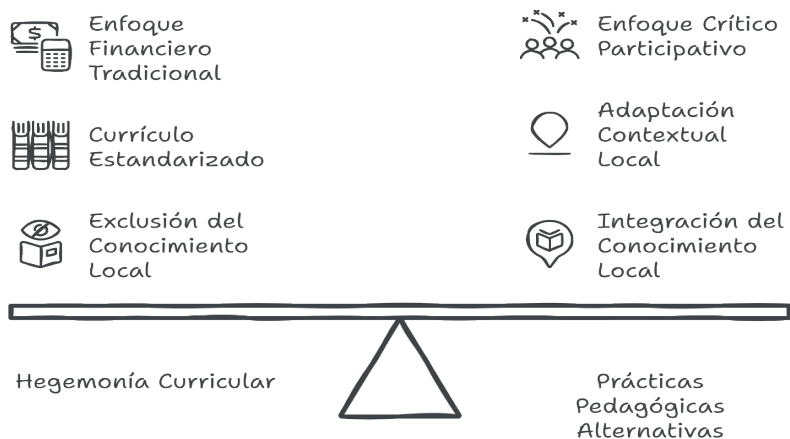 Enfoque
Financiero
Tradicional
Currículo
Estandarizado
Exclusión del
Conocimiento
Local
Hegemonía Curricular
Enfoque Crítico
Participativo
Adaptación
Contextual
Local
Integración del
Conocimiento
Local
Prácticas
Pedagógicas
Alternativas